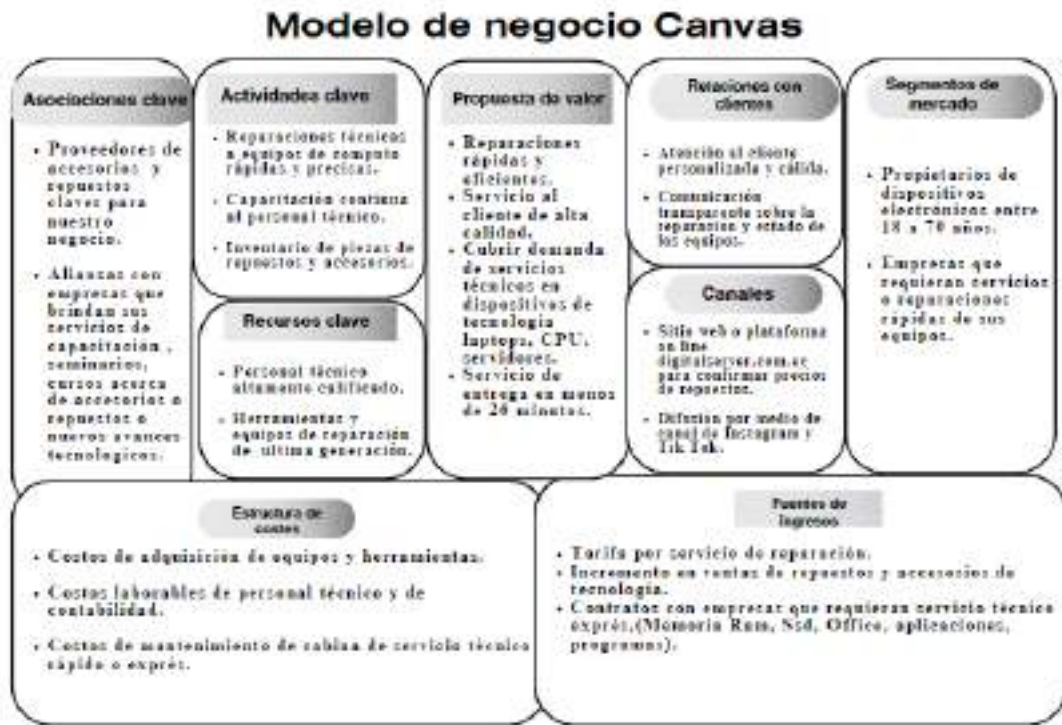 Modelo de negocio Canvas
Asociaciones clave
• Proveedores de
accesorios y
repuestos
claves para
nuestro
negocio.
• Alianzas con
empresas que
brindan sus
servicios de
capacitación ,
seminarios,
cursos acerca
de accesorios o
repuestos o
nuevos avances
tecnologicos.
Actividades clave
• Reparaciones técnicas
a equipos de computo
rápidas y precisas.
• Capacitación continua
al personal técnico.
• Inventario de piezas de
repuestos y accesorios.
Recursos clave
• Personal técnico
altamente calificado.
• Herramientas y
equipos de reparación
de ultima generación.
Propuesta de valor
• Reparaciones
rápidas y
eficientes.
• Servicio al
cliente de alta
calidad.
• Cubrir demanda
de servicios
técnicos en
dispositivos de
tecnología
laptops, CPU,
servidores.
• Servicio de
entrega en menos
de 20 minutos.
Relaciones con
clientes
• Atención al cliente
personalizada y cálida.
• Comunicación
transparente sobre la
reparacion y estado de
los equipos.
Canales
• Sitio web o plataforma
on line
digitalserver.com.ec
para confirmar precios
de repuestos.
• Difusion por medio de
canal de Instagram y
Tik Tok.
Segmentos de
mercado
• Propietarios de
dispositivos
electrónicos entre
18 a 70 años.
• Empresas que
requieran servicios
o reparaciones
rápidas de sus
equipos.
Estructura de
costes
• Costos de adquisición de equipos y herramientas.
• Costos laborables de personal técnico y de
contabilidad.
• Costos de mantenimiento de cabina de servicio técnico
rápido o exprés.
Fuentes de
Ingresos
• Tarifa por servicio de reparación.
• Incremento en ventas de repuestos y accesorios de
tecnología.
• Contratos con empresas que requieran servicio técnico
exprés,(Memoria Ram, Ssd, Office, aplicaciones,
programas).